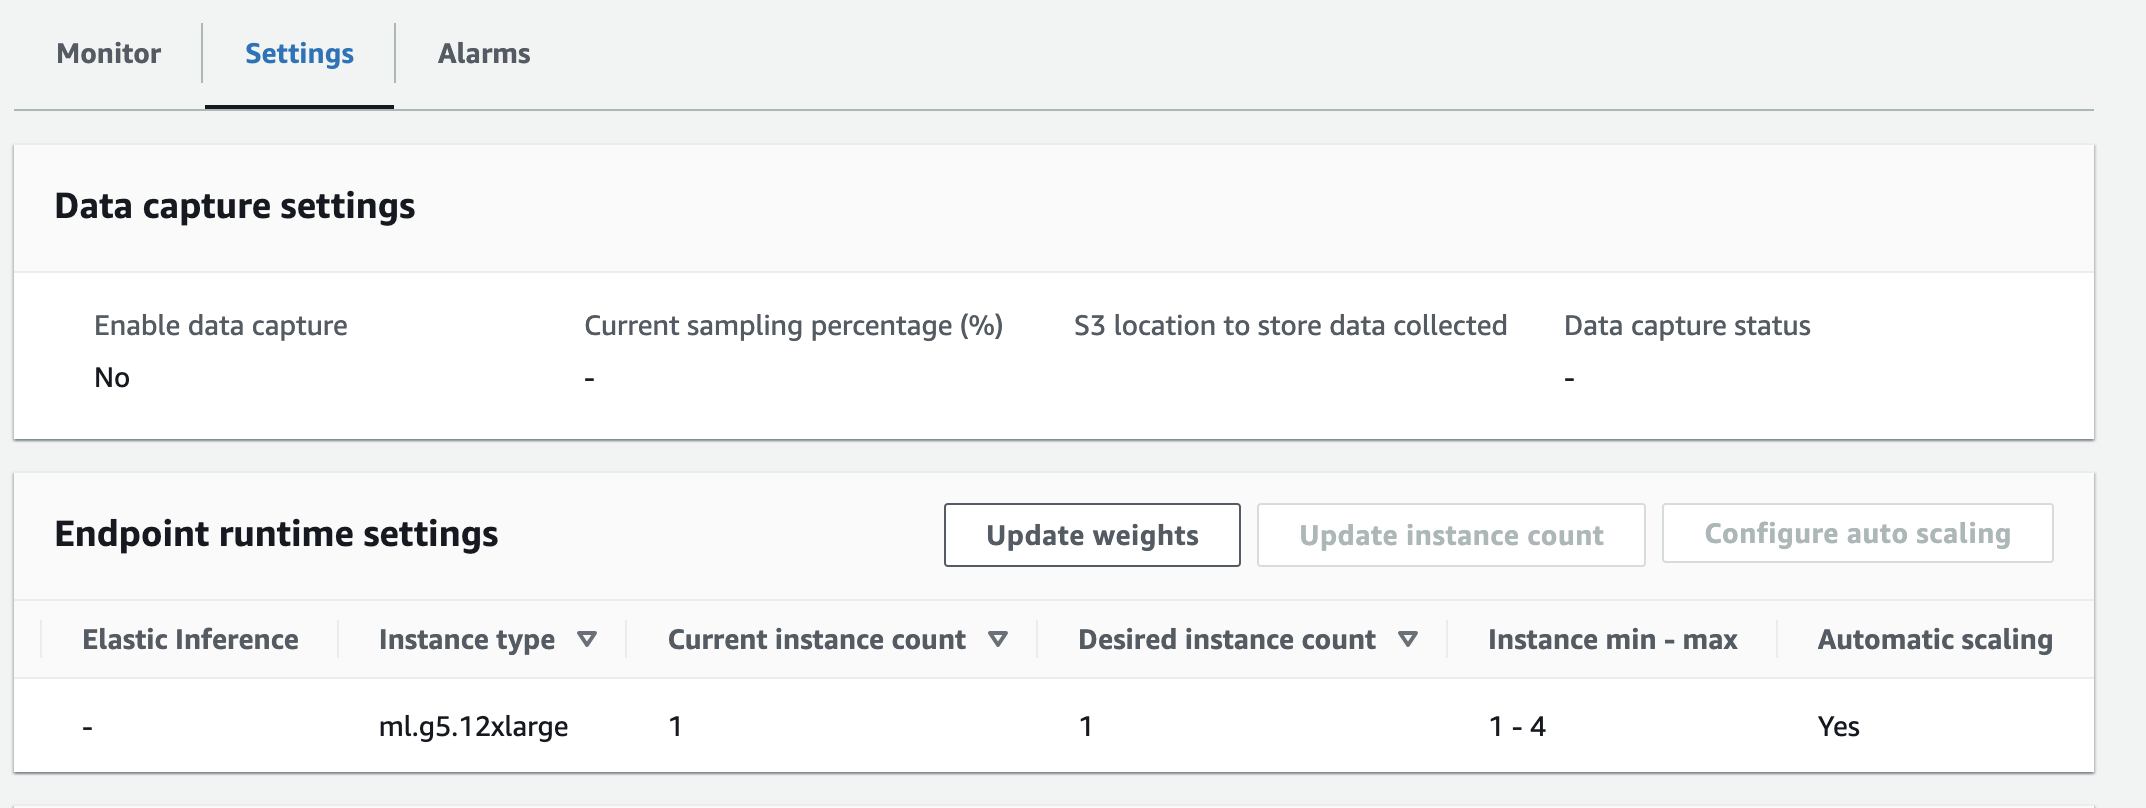 Monitor Settings Alarms
Data capture settings
Enable data capture Current sampling percentage (%) S3 location to store data collected Data capture status
No - -
Endpoint runtime settings Update weights Update instance count Configure auto scaling
Elastic Inference Instance type Current instance count Desired instance count Instance min - max Automatic scaling
- ml.g5.12xlarge 1 1 1 - 4 Yes